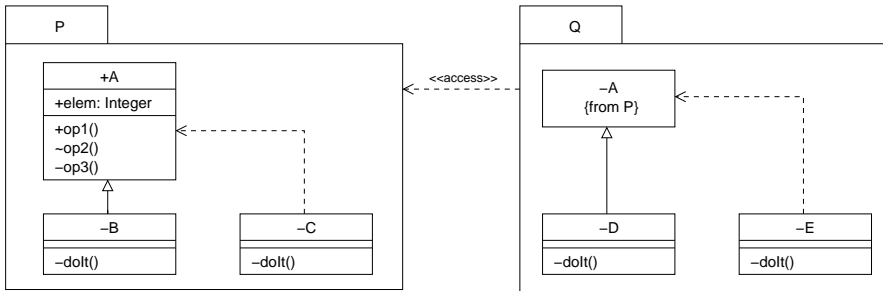 P
+A
+elem: Integer
+op1()
~op2()
−op3()
−B
−doIt()
−C
−doIt()
<<access>>
Q
−A
{from P}
−D
−doIt()
−E
−doIt()